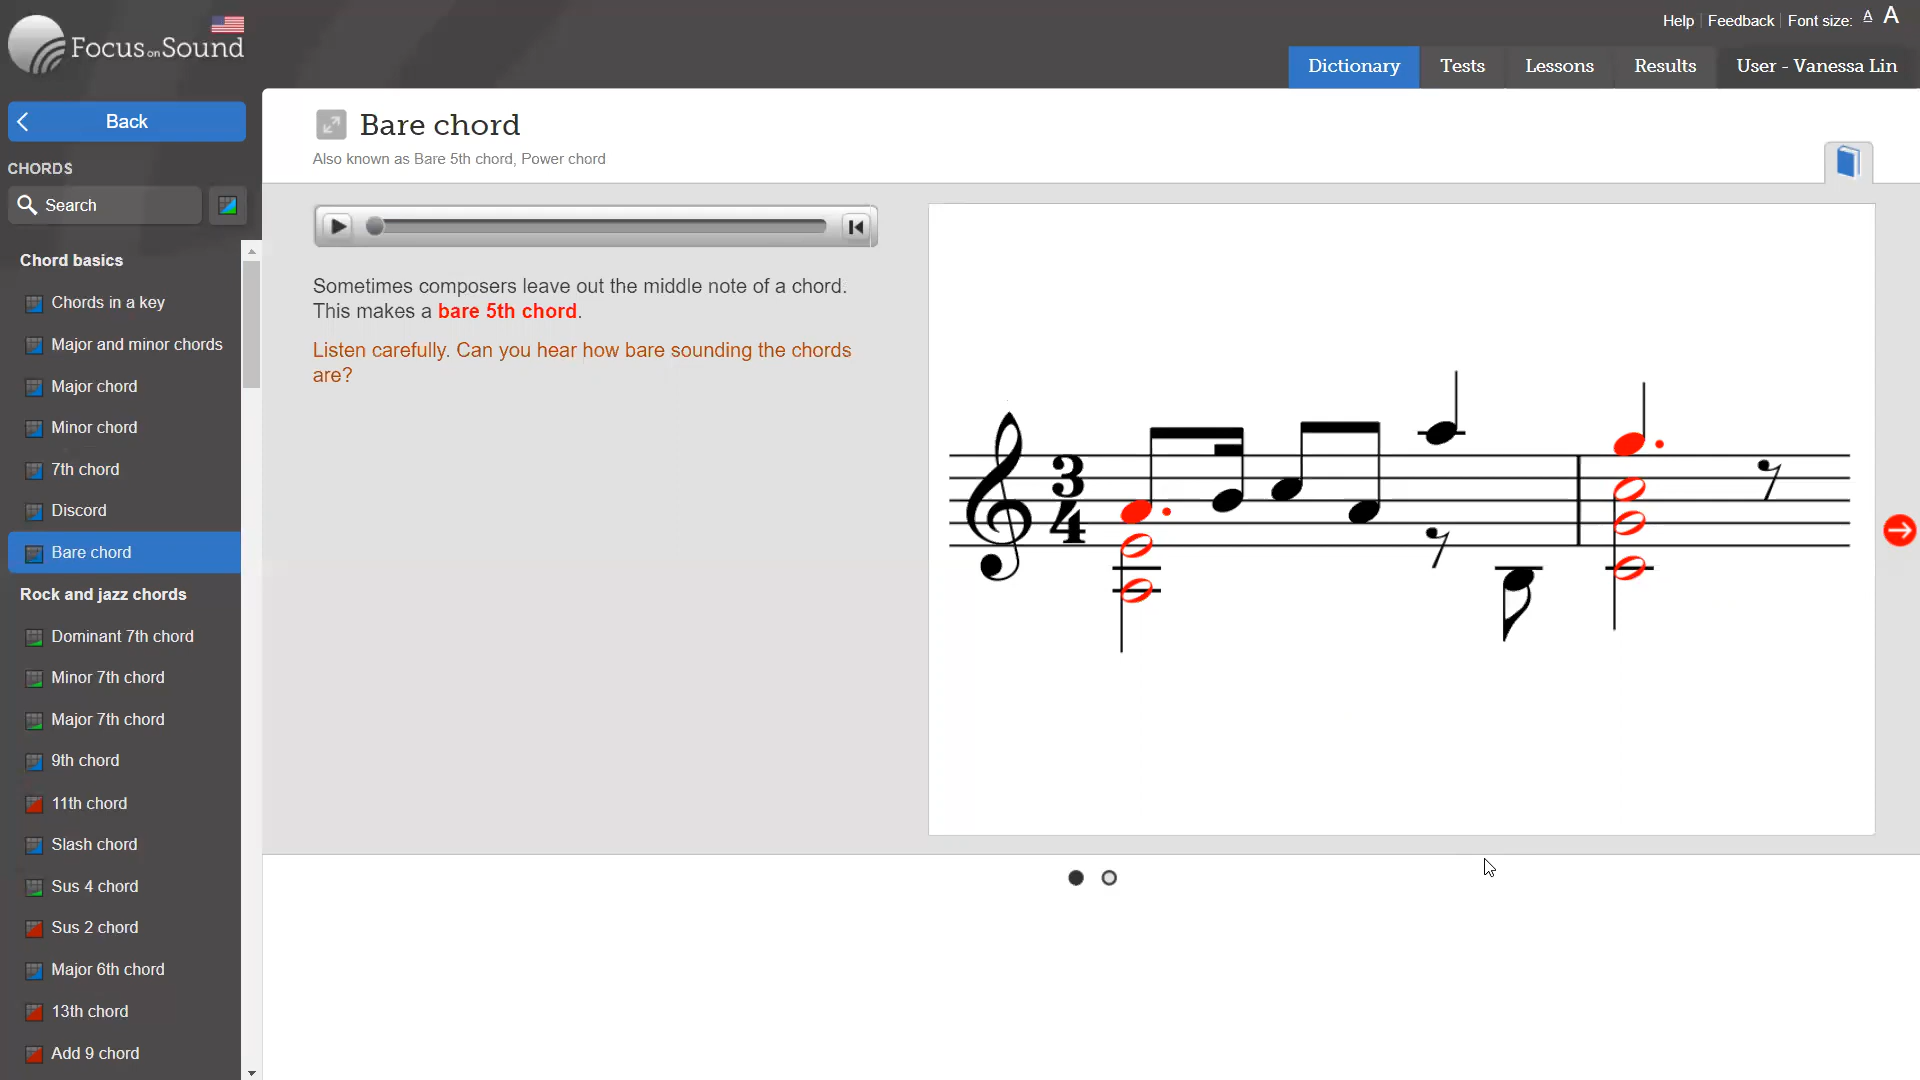 Focus on Sound
Help Feedback Font size: A A
Dictionary Tests Lessons Results User - Vanessa Lin
Back
CHORDS
Search
Chord basics
Chords in a key
Major and minor chords
Major chord
Minor chord
7th chord
Discord
Bare chord
Rock and jazz chords
Dominant 7th chord
Minor 7th chord
Major 7th chord
9th chord
11th chord
Slash chord
Sus 4 chord
Sus 2 chord
Major 6th chord
13th chord
Add 9 chord
Bare chord
Also known as Bare 5th chord, Power chord
Sometimes composers leave out the middle note of a chord.
This makes a bare 5th chord.
Listen carefully. Can you hear how bare sounding the chords
are?
3
4